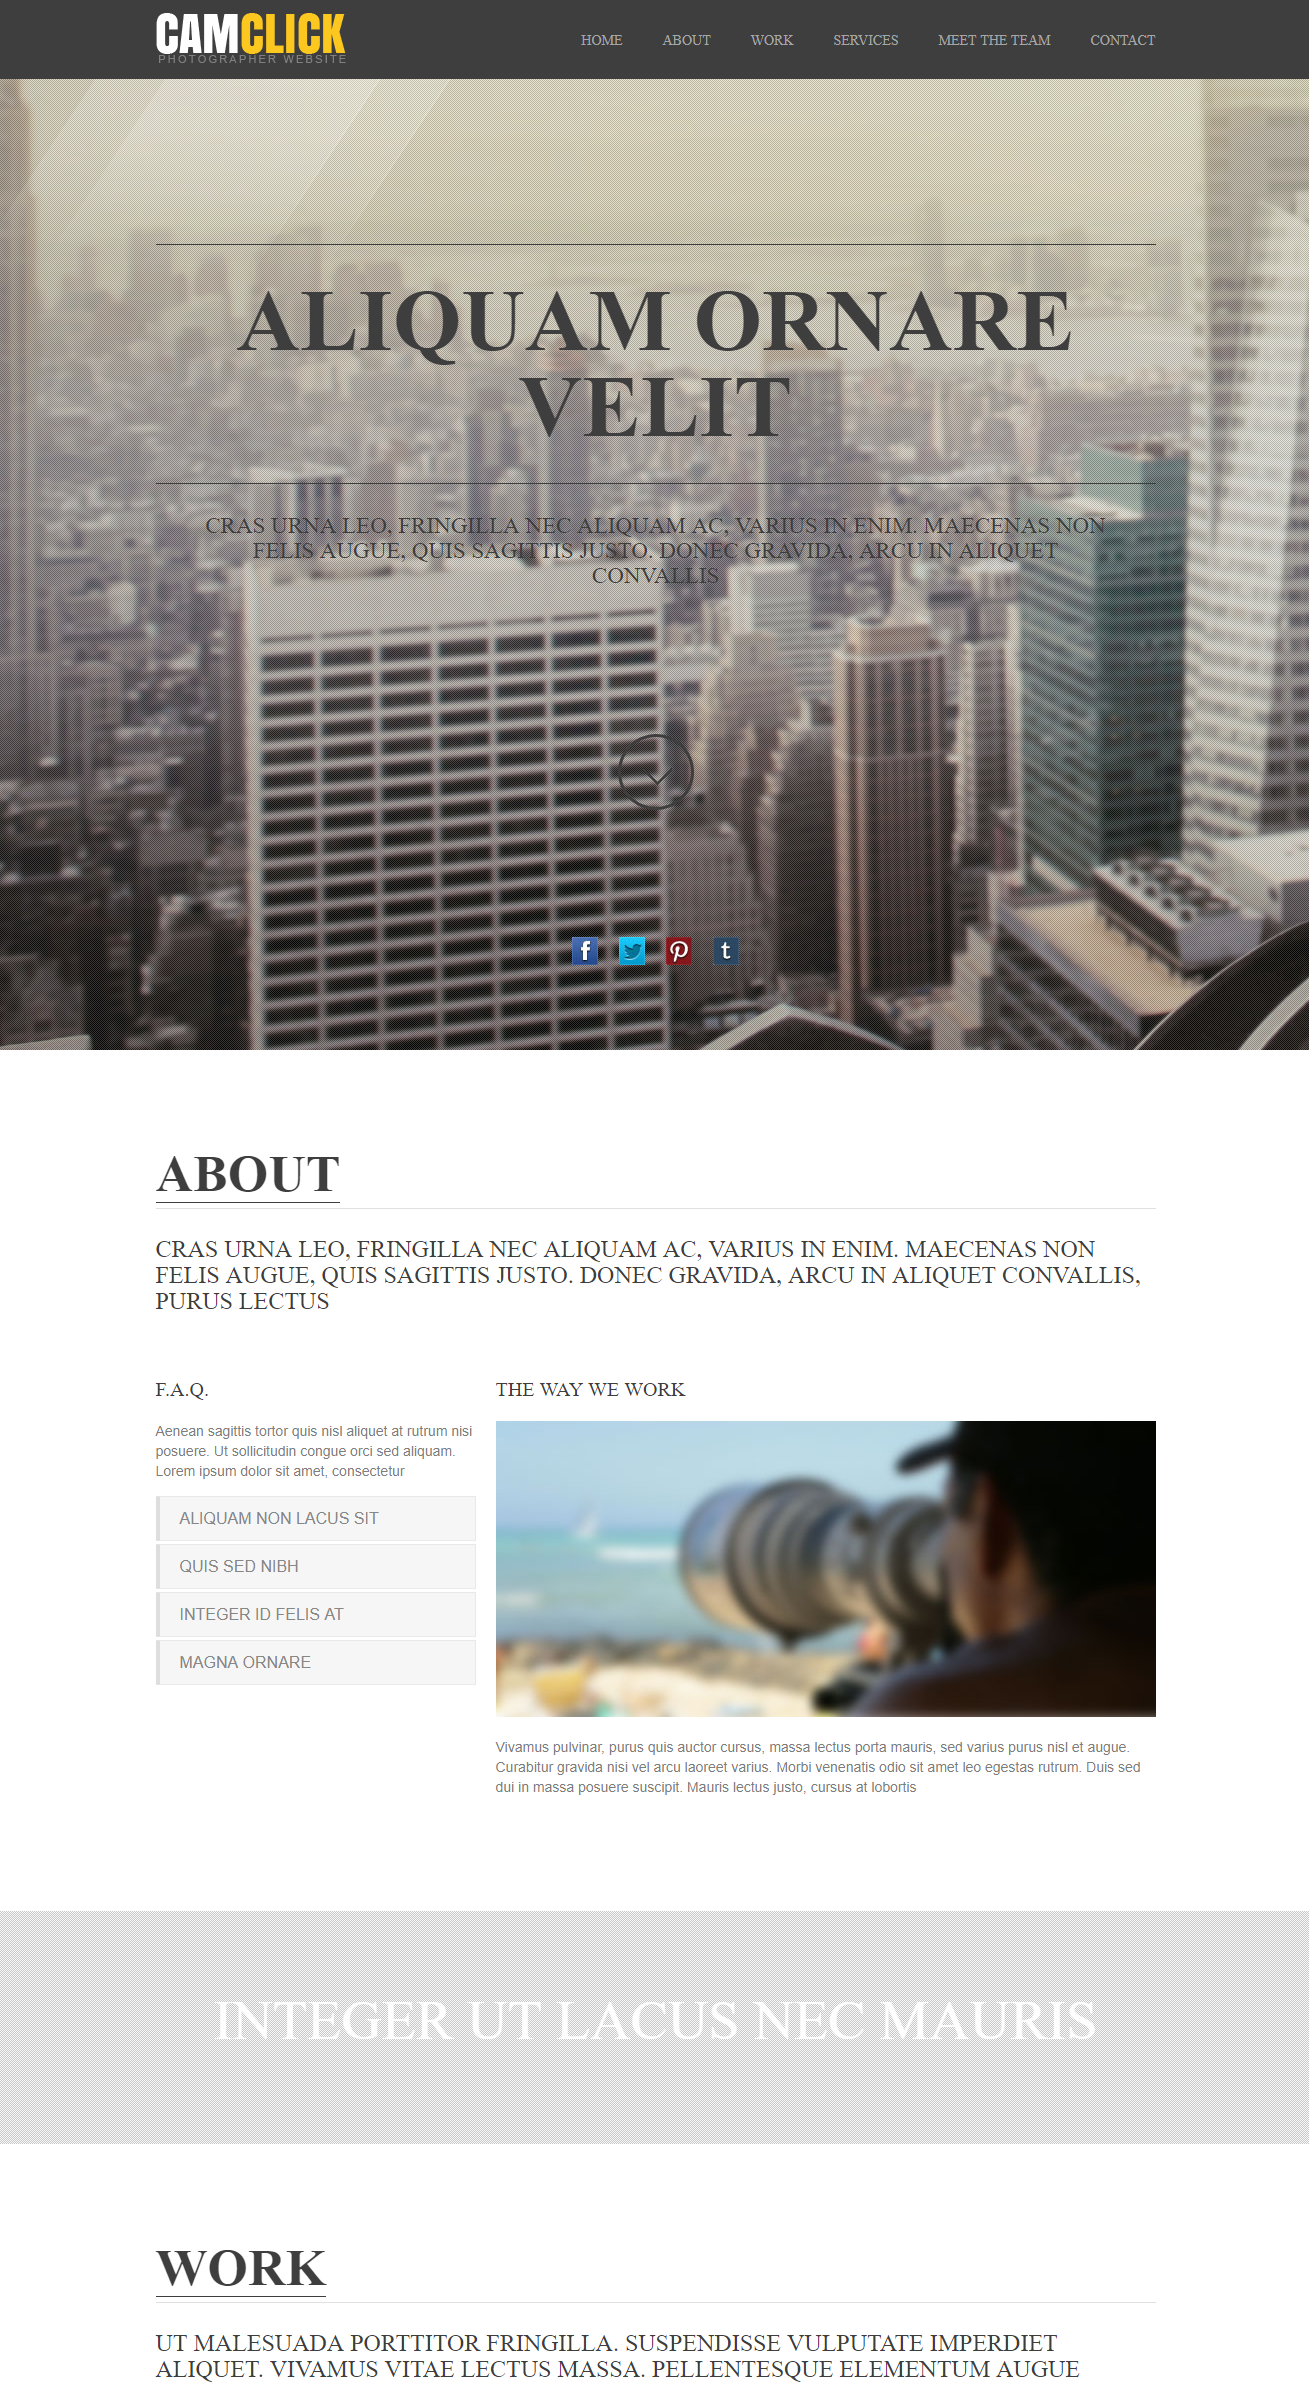 CAMCLICK
PHOTOGRAPHER WEBSITE
HOME ABOUT WORK SERVICES MEET THE TEAM CONTACT
ALIQUAM ORNARE
VELIT
CRAS URNA LEO, FRINGILLA NEC ALIQUAM AC, VARIUS IN ENIM. MAECENAS NON
FELIS AUGUE, QUIS SAGITTIS JUSTO. DONEC GRAVIDA, ARCU IN ALIQUET
CONVALLIS
ABOUT
CRAS URNA LEO, FRINGILLA NEC ALIQUAM AC, VARIUS IN ENIM. MAECENAS NON
FELIS AUGUE, QUIS SAGITTIS JUSTO. DONEC GRAVIDA, ARCU IN ALIQUET CONVALLIS,
PURUS LECTUS
F.A.Q.
Aenean sagittis tortor quis nisl aliquet at rutrum nisi
posuere. Ut sollicitudin congue orci sed aliquam.
Lorem ipsum dolor sit amet, consectetur
ALIQUAM NON LACUS SIT
QUIS SED NIBH
INTEGER ID FELIS AT
MAGNA ORNARE
THE WAY WE WORK
Vivamus pulvinar, purus quis auctor cursus, massa lectus porta mauris, sed varius purus nisl et augue.
Curabitur gravida nisi vel arcu laoreet varius. Morbi venenatis odio sit amet leo egestas rutrum. Duis sed
dui in massa posuere suscipit. Mauris lectus justo, cursus at lobortis
INTEGER UT LACUS NEC MAURIS
WORK
UT MALESUADA PORTTITOR FRINGILLA. SUSPENDISSE VULPUTATE IMPERDIET
ALIQUET. VIVAMUS VITAE LECTUS MASSA. PELLENTESQUE ELEMENTUM AUGUE